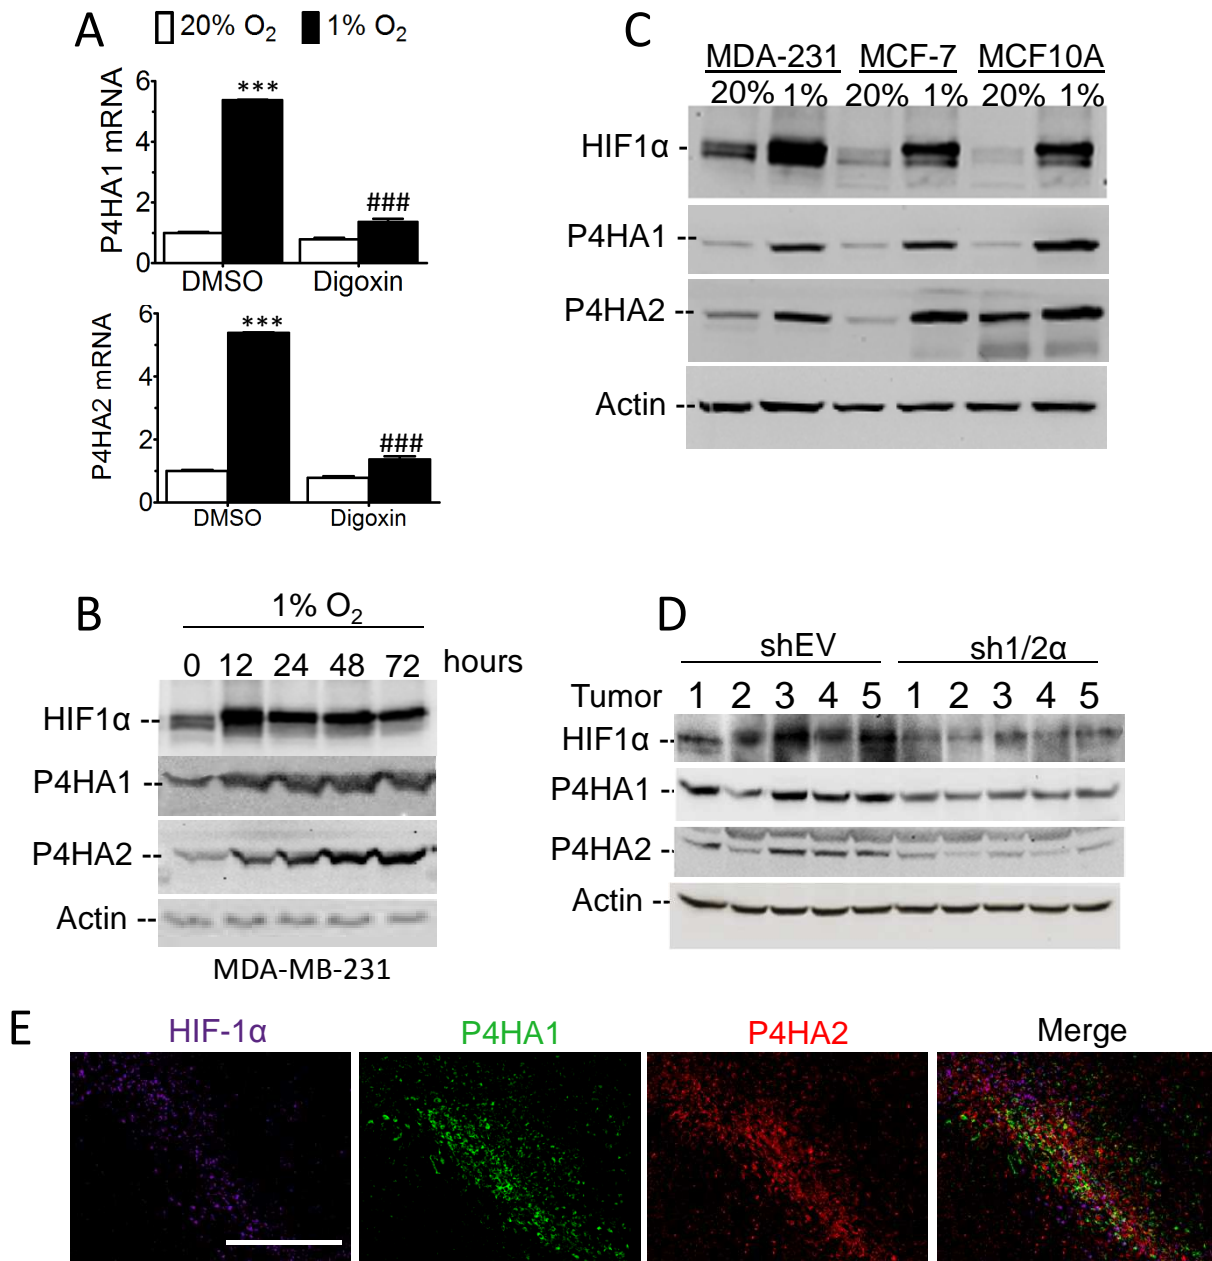 A
20% O2 1% O2
P4HA1 mRNA
6
4
2
0
***
###
DMSO Digoxin
P4HA2 mRNA
6
4
2
0
***
###
DMSO Digoxin
C
MDA-231 MCF-7 MCF10A
20% 1% 20% 1% 20% 1%
HIF1α -
P4HA1 --
P4HA2 --
Actin --
B
1% O2
0 12 24 48 72 hours
HIF1α --
P4HA1 --
P4HA2 --
Actin --
MDA-MB-231
D
shEV sh1/2α
Tumor 1 2 3 4 5 1 2 3 4 5
HIF1α --
P4HA1 --
P4HA2 --
Actin --
E
HIF-1α P4HA1 P4HA2 Merge